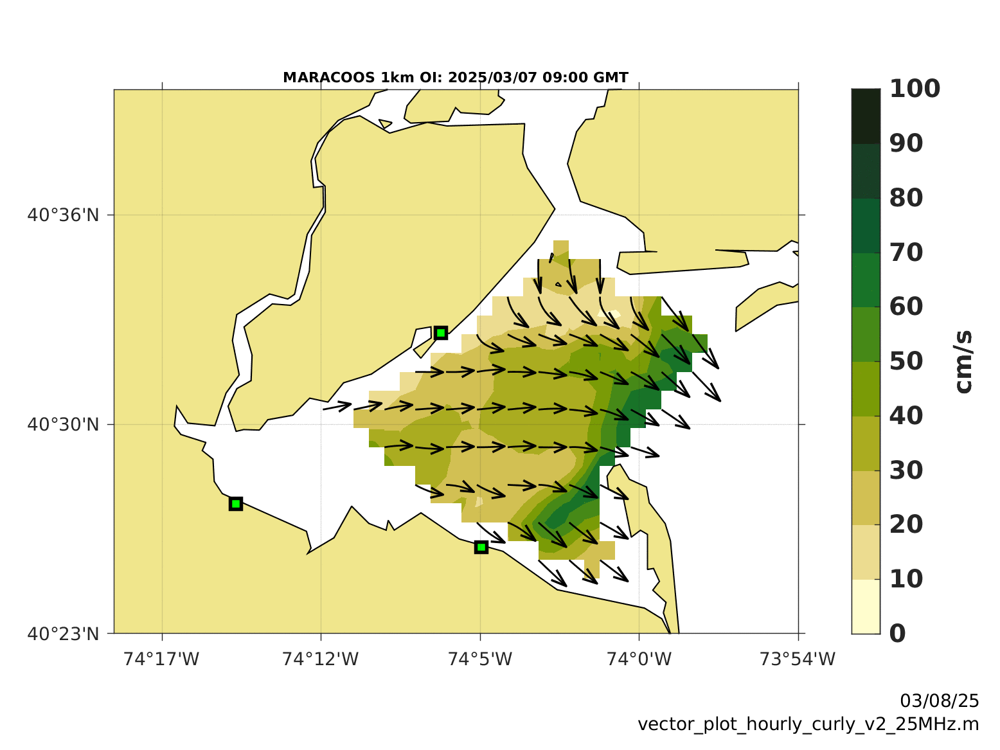 MARACOOS 1km OI: 2025/03/07 09:00 GMT
100
90
80
70
60
50
40
30
20
10
0
cm/s
40°36'N
40°30'N
40°23'N
74°17'W
74°12'W
74°5'W
74°0'W
73°54'W
03/08/25
vector_plot_hourly_curly_v2_25MHz.m